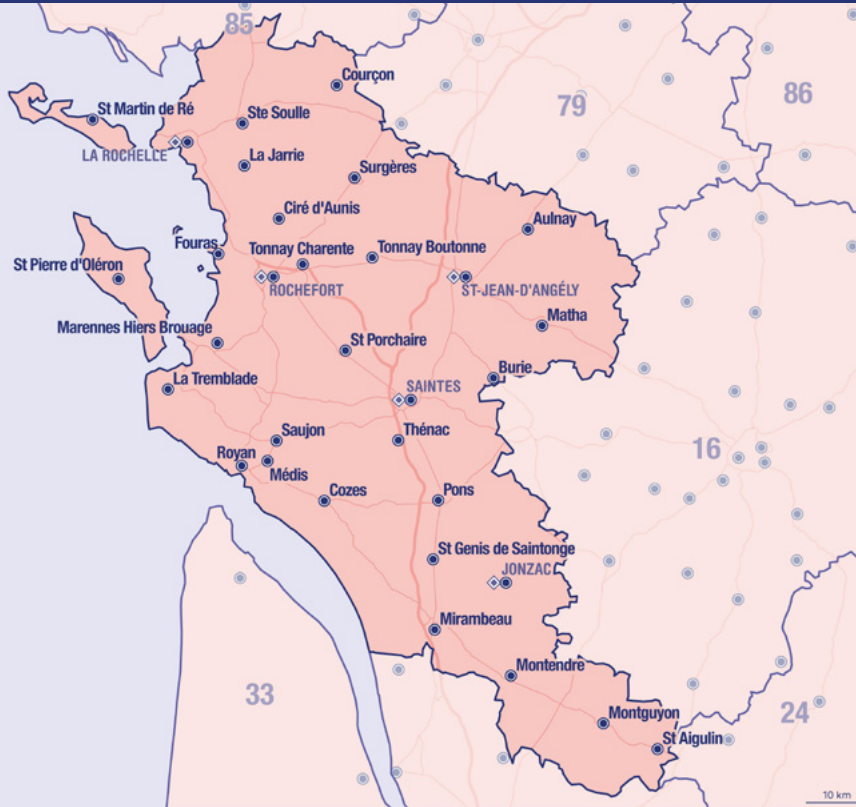 85
Courçon
79
86
St Martin de Ré
Ste Soulle
LA ROCHELLE
La Jarrie
Surgères
Ciré d'Aunis
Aulnay
Fouras
Tonnay Charente
Tonnay Boutonne
St Pierre d'Oléron
ROCHEFORT
ST-JEAN-D'ANGÉLY
Matha
Marennes Hiers Brouage
St Porchaire
Burie
La Tremblade
SAINTES
Saujon
Thénac
16
Royan
Médis
Cozes
Pons
St Genis de Saintonge
JONZAC
Mirambeau
Montendre
33
Montguyon
24
St Aigulin
10 km